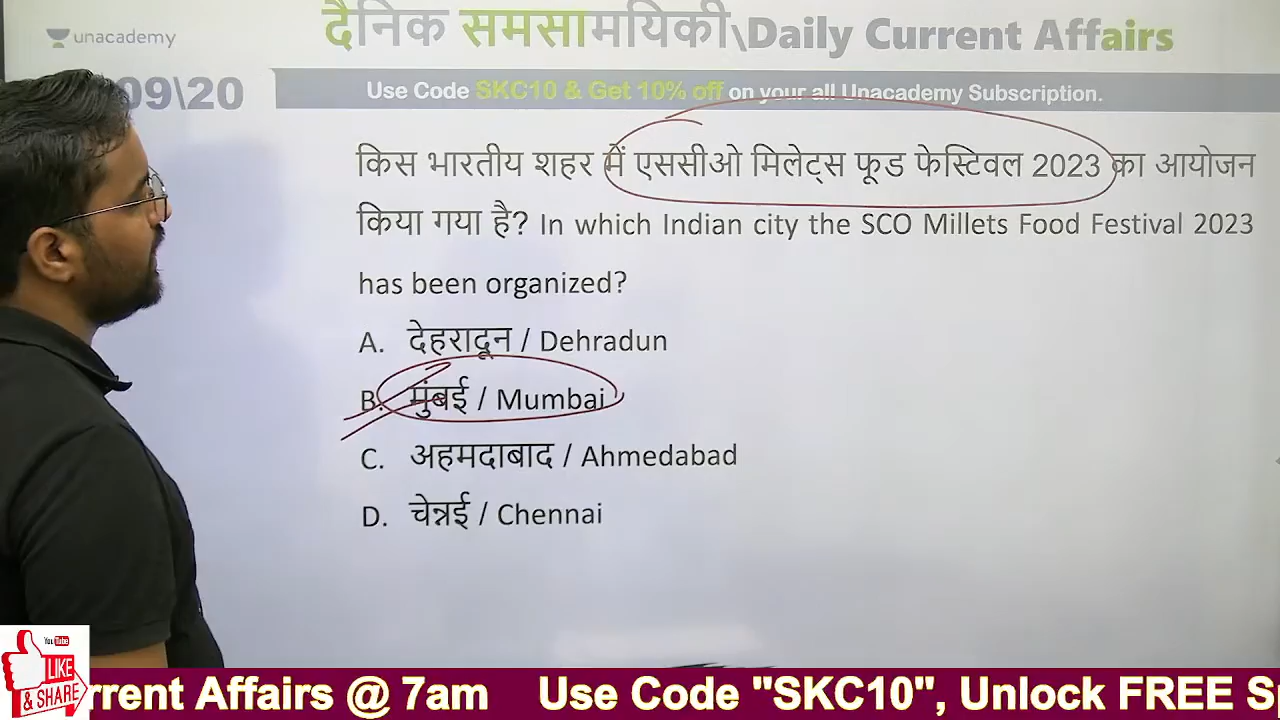 unacademy
दैनिक समसामयिकी\Daily Current Affairs
09\20
Use Code SKC10 & Get 10% off on your all Unacademy Subscription.
किस भारतीय शहर में एससीओ मिलेट्स फूड फेस्टिवल 2023 का आयोजन
किया गया है? In which Indian city the SCO Millets Food Festival 2023
has been organized?
A. देहरादून / Dehradun
B. मुंबई / Mumbai
C. अहमदाबाद / Ahmedabad
D. चेन्नई / Chennai
You Tube
LIKE
& SHARE
rrent Affairs @ 7am Use Code "SKC10", Unlock FREE S